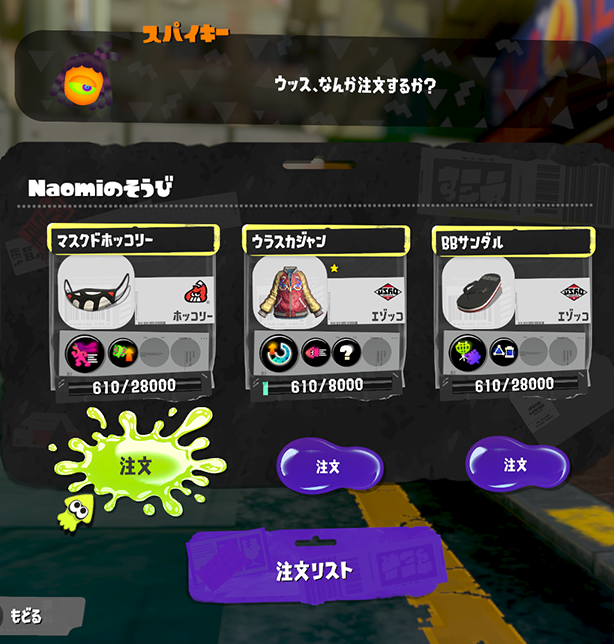 スパイキー
ウッス、なんか注文するか?
Naomiのそうび
マスクドホッコリー
ウラスカジャン
BBサンダル
ホッコリー
エゾッコ
エゾッコ
?
610/28000
610/8000
610/28000
注文
注文
注文
注文リスト
もどる